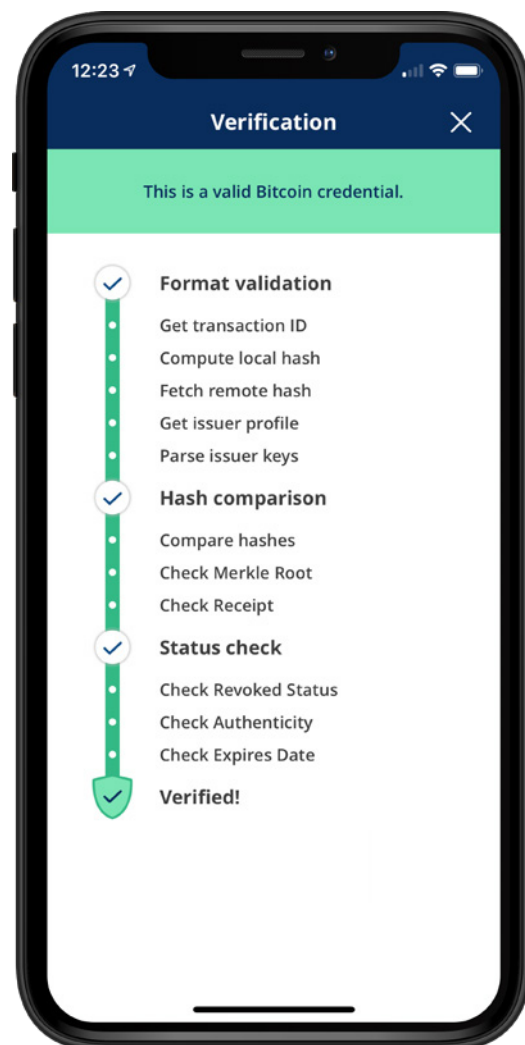 12:23
Verification
This is a valid Bitcoin credential.
Format validation
Get transaction ID
Compute local hash
Fetch remote hash
Get issuer profile
Parse issuer keys
Hash comparison
Compare hashes
Check Merkle Root
Check Receipt
Status check
Check Revoked Status
Check Authenticity
Check Expires Date
Verified!